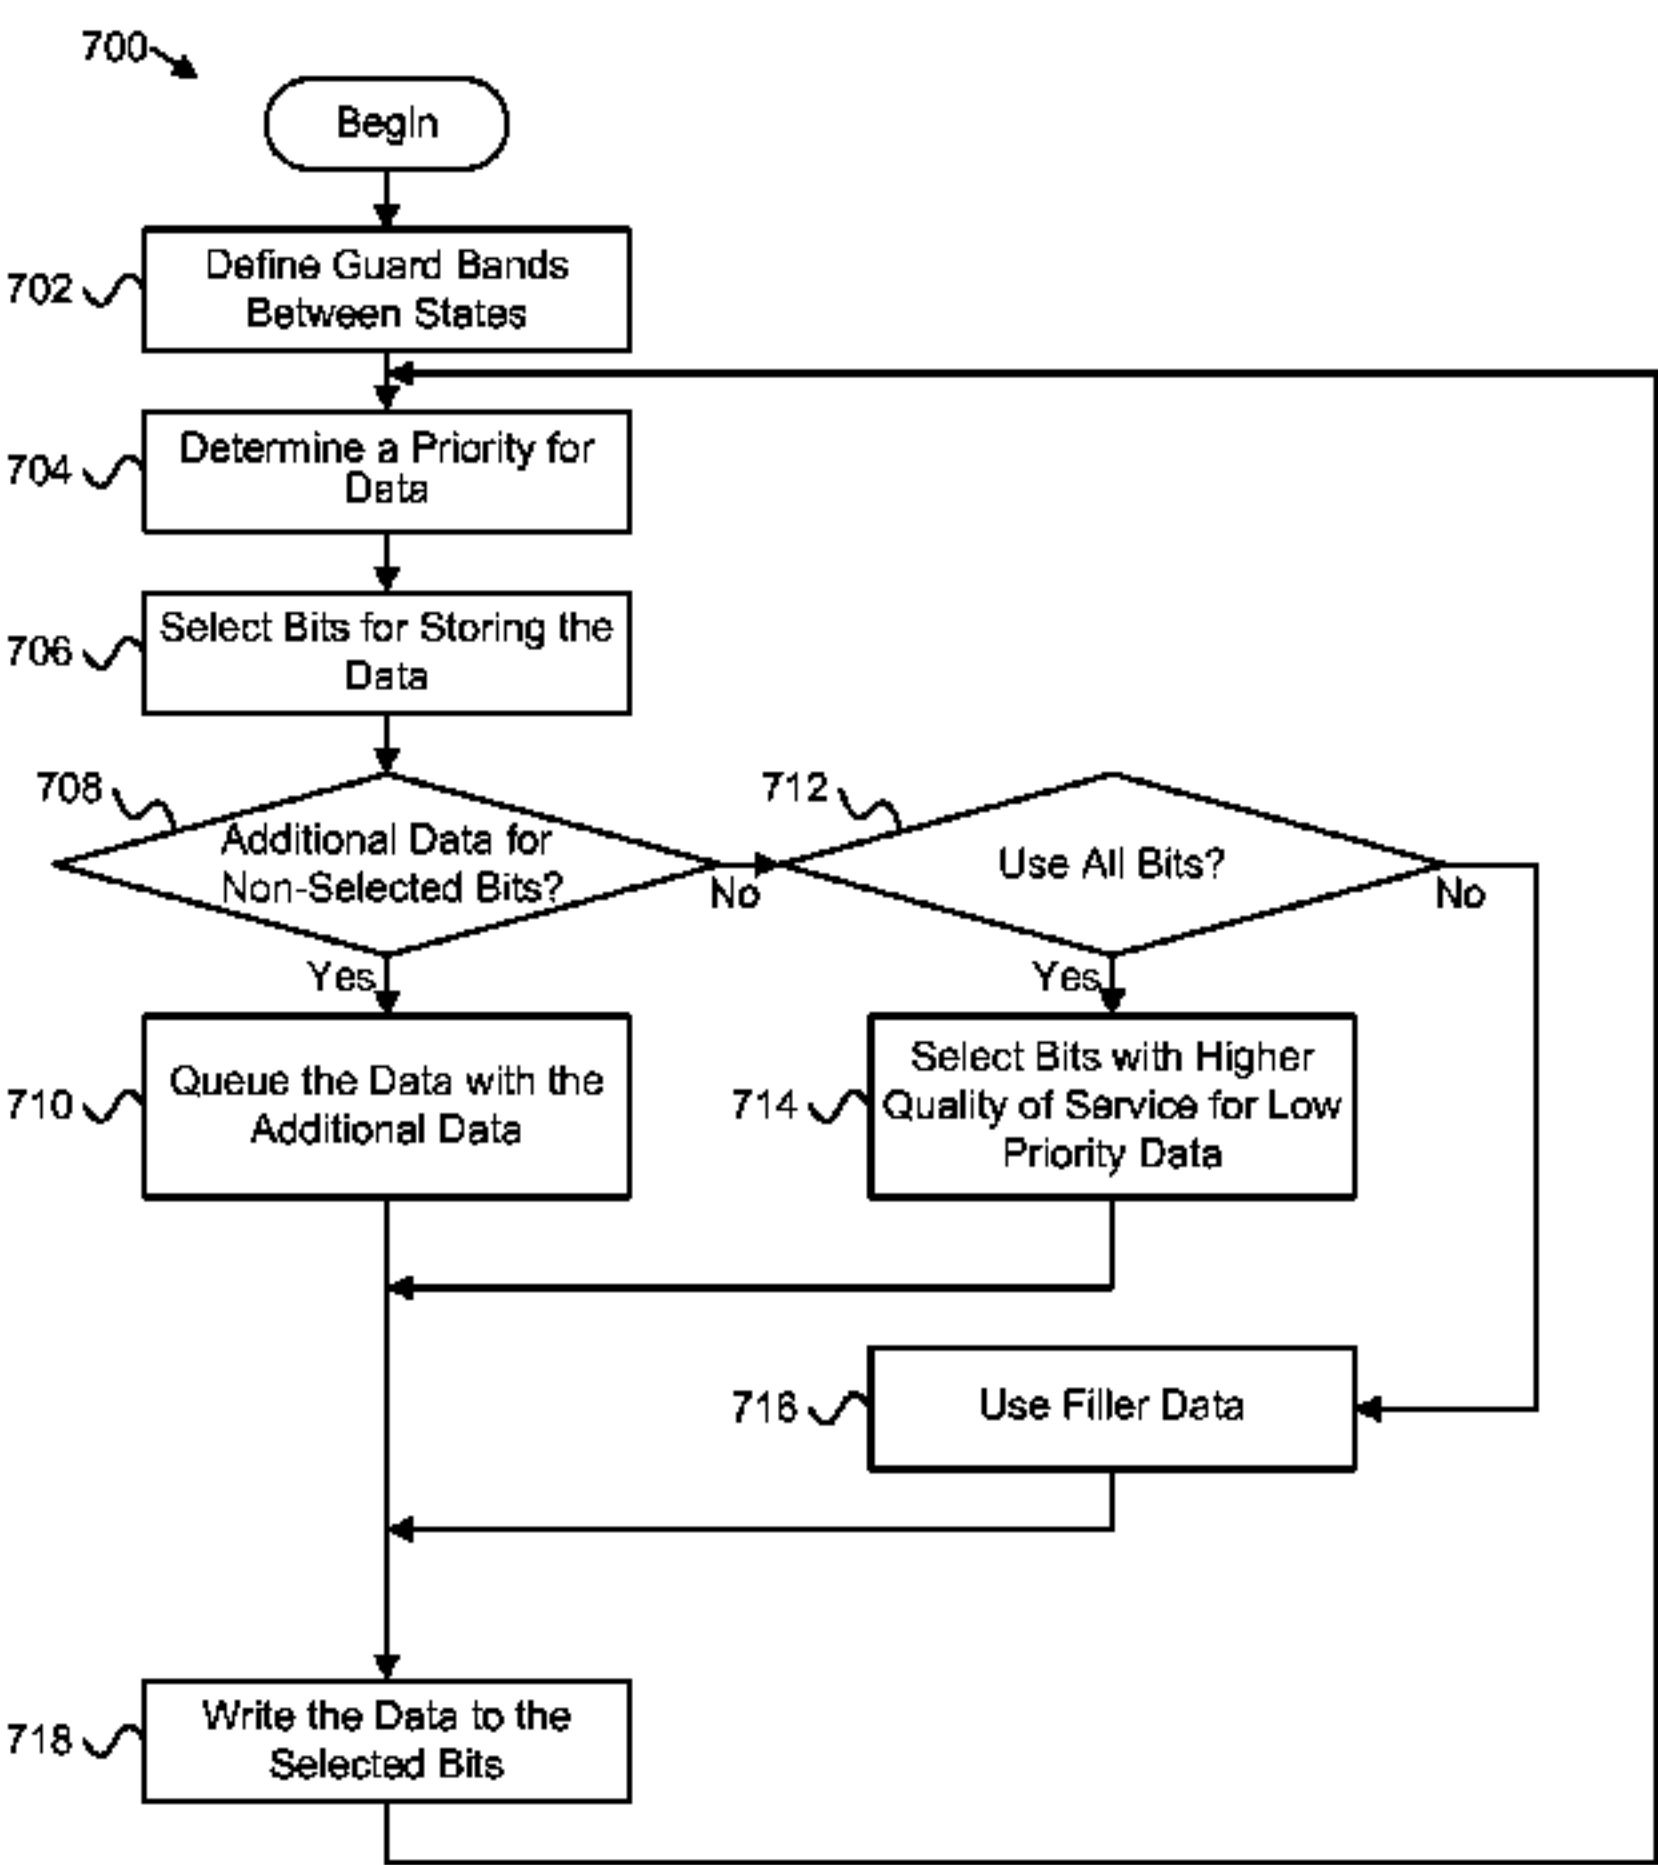 700
Begin
702
Define Guard Bands
Between States
704
Determine a Priority for
Data
706
Select Bits for Storing the
Data
708
Additional Data for
Non-Selected Bits?
No
Yes
712
Use All Bits?
No
Yes
710
Queue the Data with the
Additional Data
714
Select Bits with Higher
Quality of Service for Low
Priority Data
716
Use Filler Data
718
Write the Data to the
Selected Bits